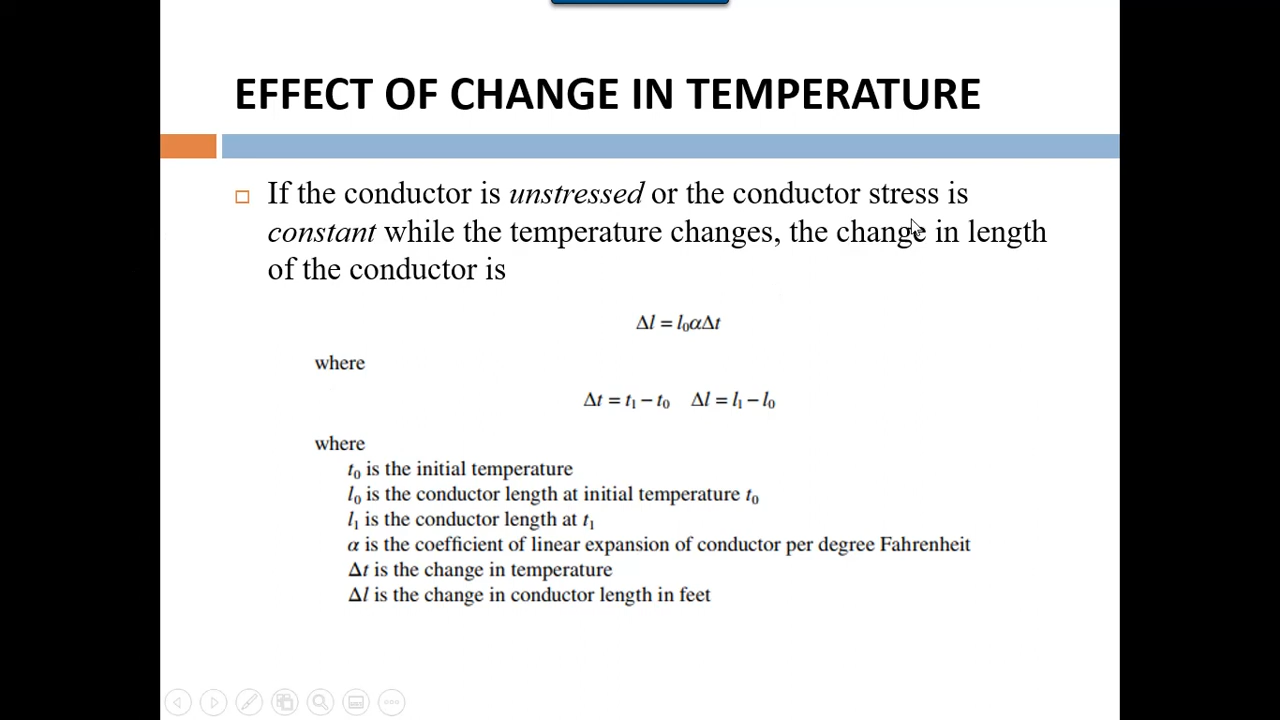 EFFECT OF CHANGE IN TEMPERATURE
If the conductor is unstressed or the conductor stress is
constant while the temperature changes, the change in length
of the conductor is
Δl = l₀αΔt
where
Δt = t₁ − t₀ Δl = l₁ − l₀
where
t₀ is the initial temperature
l₀ is the conductor length at initial temperature t₀
l₁ is the conductor length at t₁
α is the coefficient of linear expansion of conductor per degree Fahrenheit
Δt is the change in temperature
Δl is the change in conductor length in feet